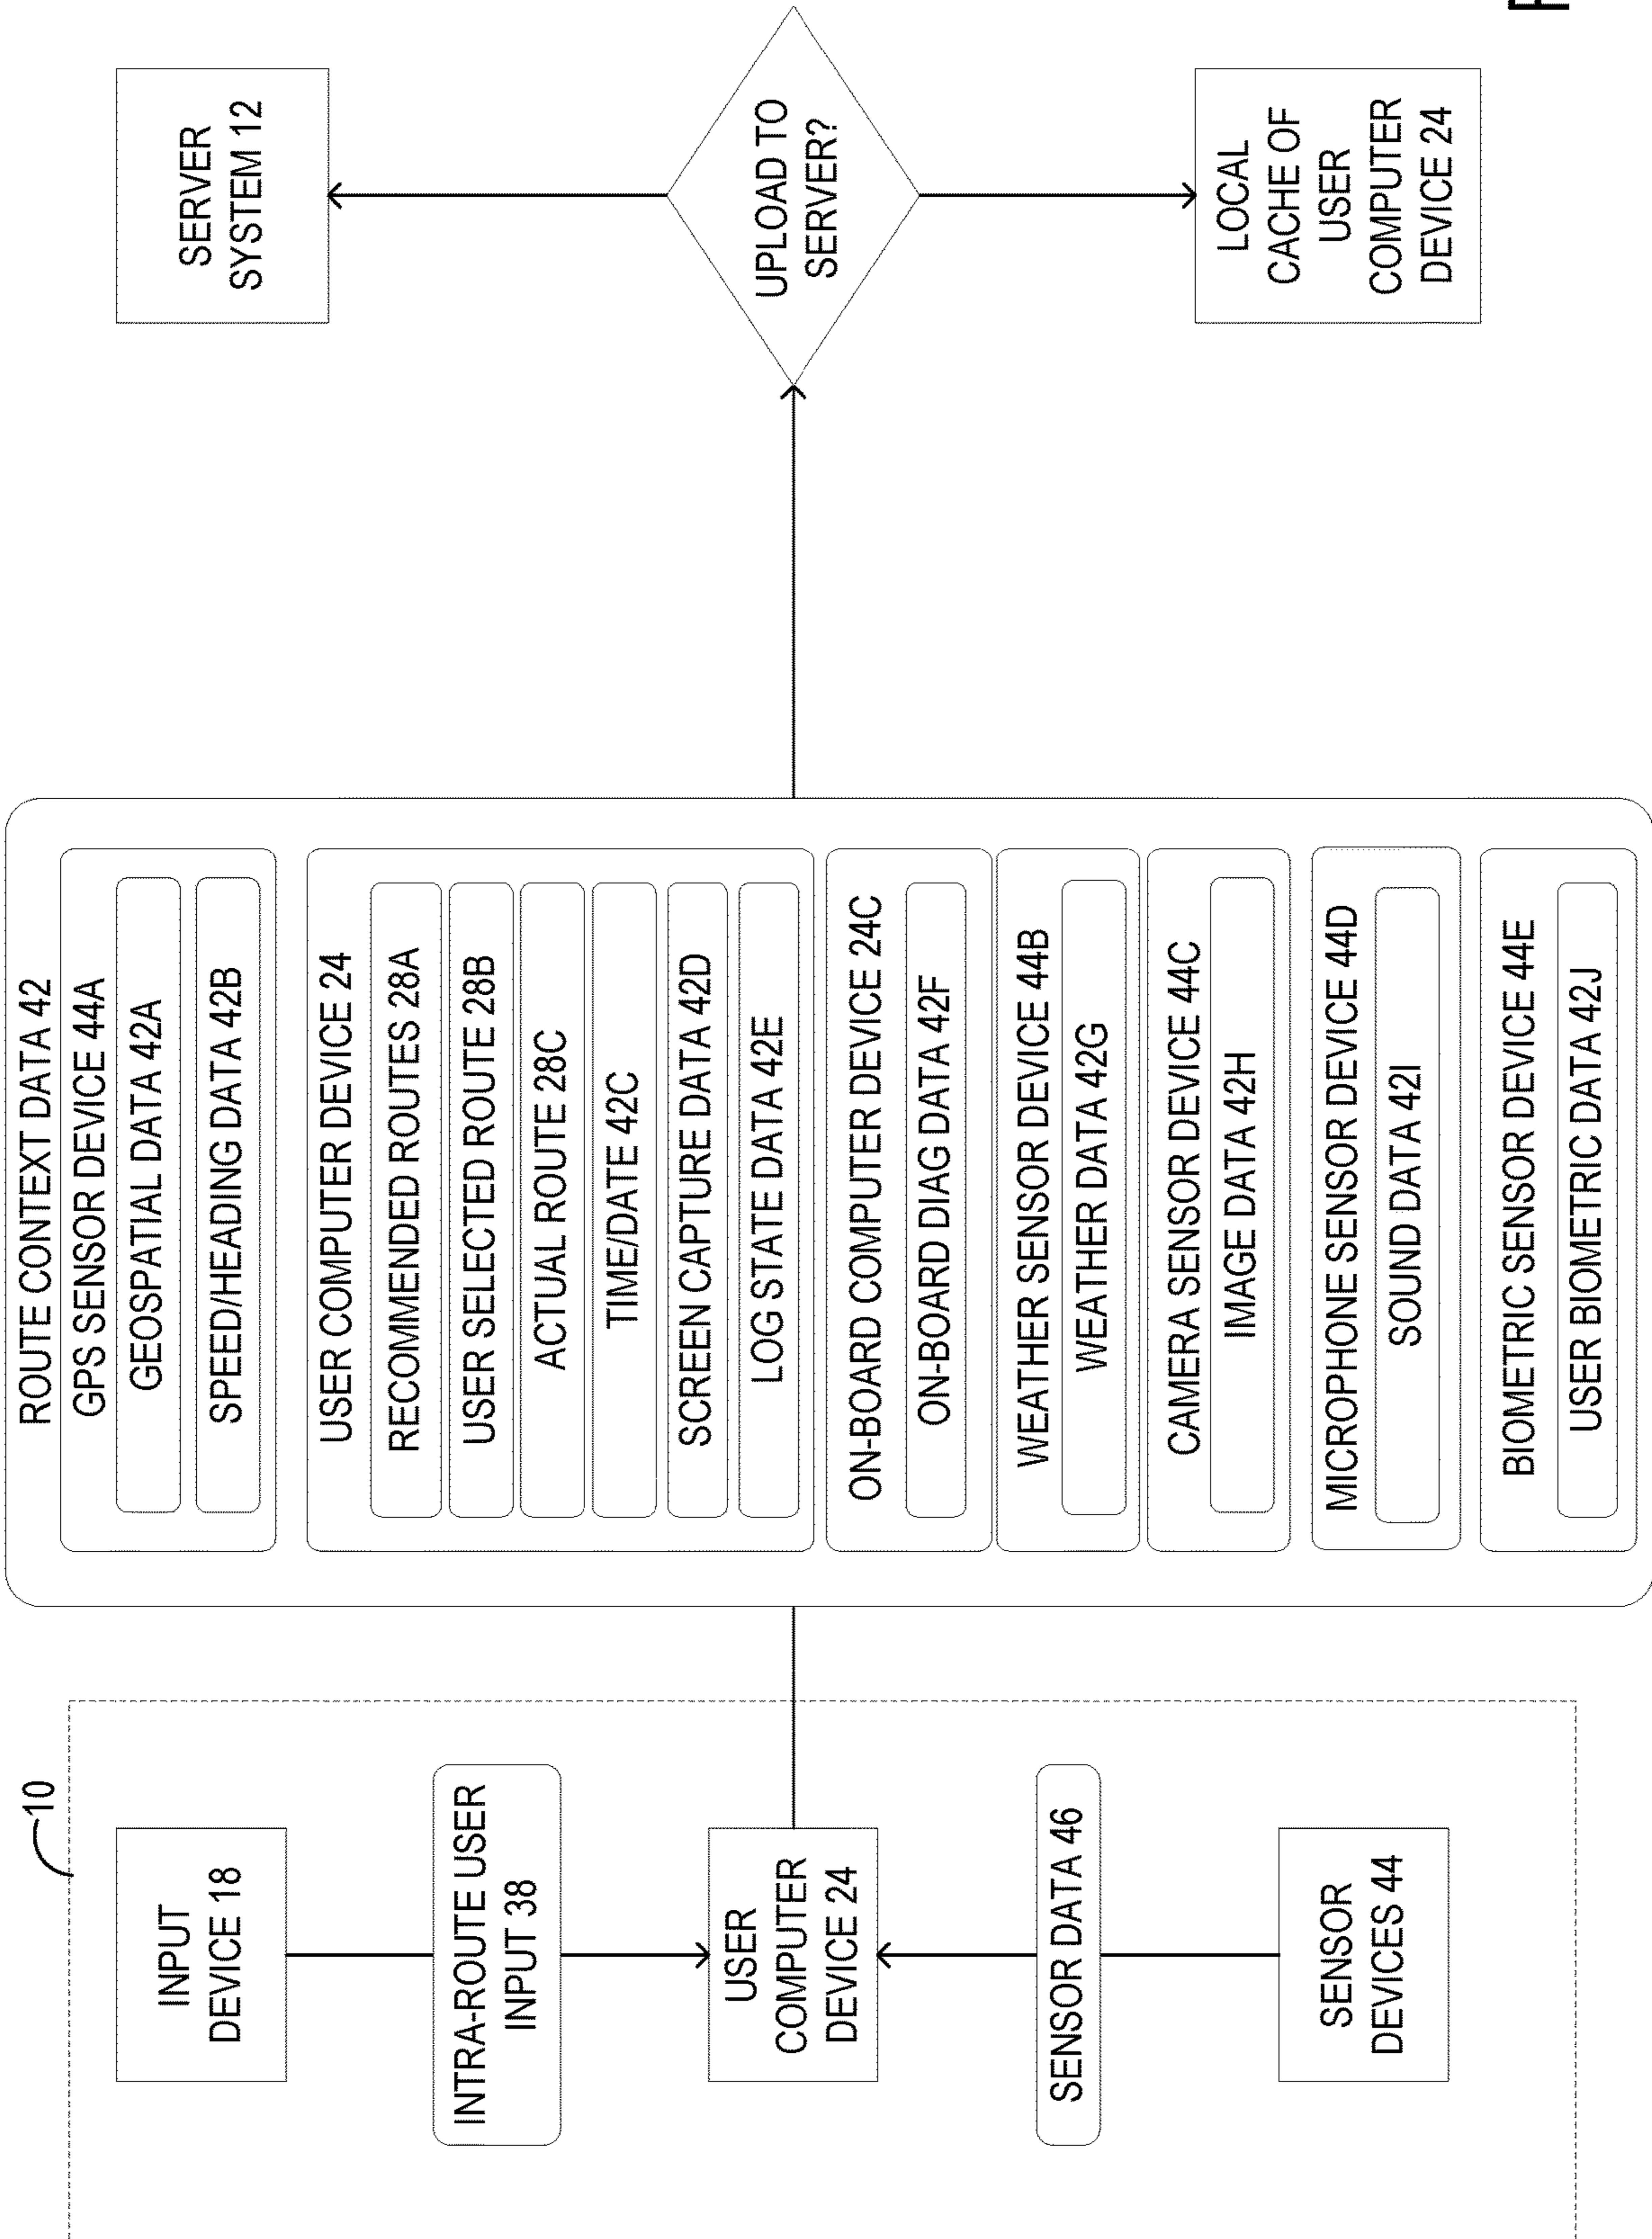 10
INPUT
DEVICE 18
INTRA-ROUTE USER
INPUT 38
USER
COMPUTER
DEVICE 24
SENSOR DATA 46
SENSOR
DEVICES 44
ROUTE CONTEXT DATA 42
GPS SENSOR DEVICE 44A
GEOSPATIAL DATA 42A
SPEED/HEADING DATA 42B
USER COMPUTER DEVICE 24
RECOMMENDED ROUTES 28A
USER SELECTED ROUTE 28B
ACTUAL ROUTE 28C
TIME/DATE 42C
SCREEN CAPTURE DATA 42D
LOG STATE DATA 42E
ON-BOARD COMPUTER DEVICE 24C
ON-BOARD DIAG DATA 42F
WEATHER SENSOR DEVICE 44B
WEATHER DATA 42G
CAMERA SENSOR DEVICE 44C
IMAGE DATA 42H
MICROPHONE SENSOR DEVICE 44D
SOUND DATA 42I
BIOMETRIC SENSOR DEVICE 44E
USER BIOMETRIC DATA 42J
SERVER
SYSTEM 12
UPLOAD TO
SERVER?
LOCAL
CACHE OF
USER
COMPUTER
DEVICE 24